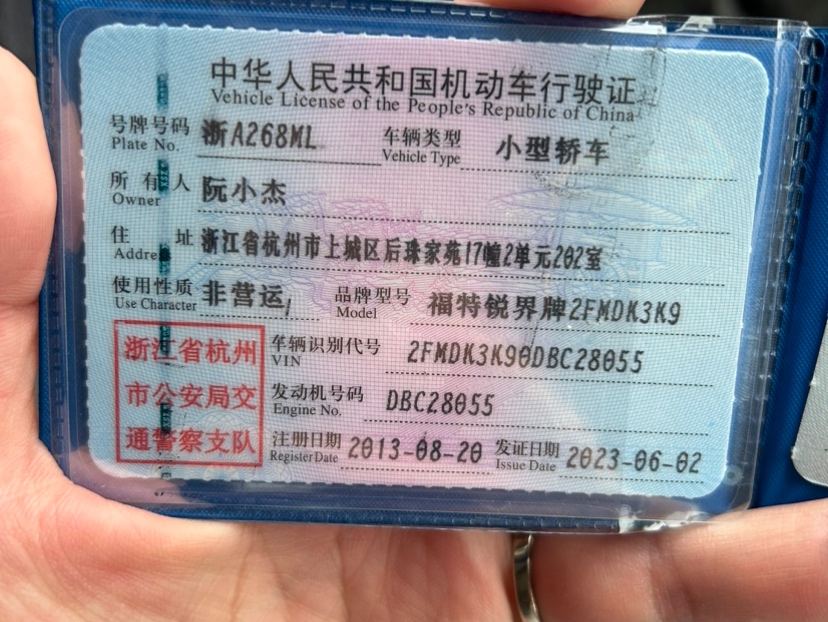 中华人民共和国机动车行驶证
Vehicle License of the People's Republic of China
号牌号码 浙A268ML 车辆类型 小型轿车
Plate No. Vehicle Type
所有人 阮小杰
Owner
住址 浙江省杭州市上城区后珠家苑17幢2单元202室
Address
使用性质 非营运 品牌型号 福特锐界牌2FMDK3K9
Use Character Model
浙江省杭州 车辆识别代号 2FMDK3K90DBC28055
VIN
市公安局交 发动机号码 DBC28055
Engine No.
通警察支队 注册日期 2013-08-20 发证日期 2023-06-02
Register Date Issue Date